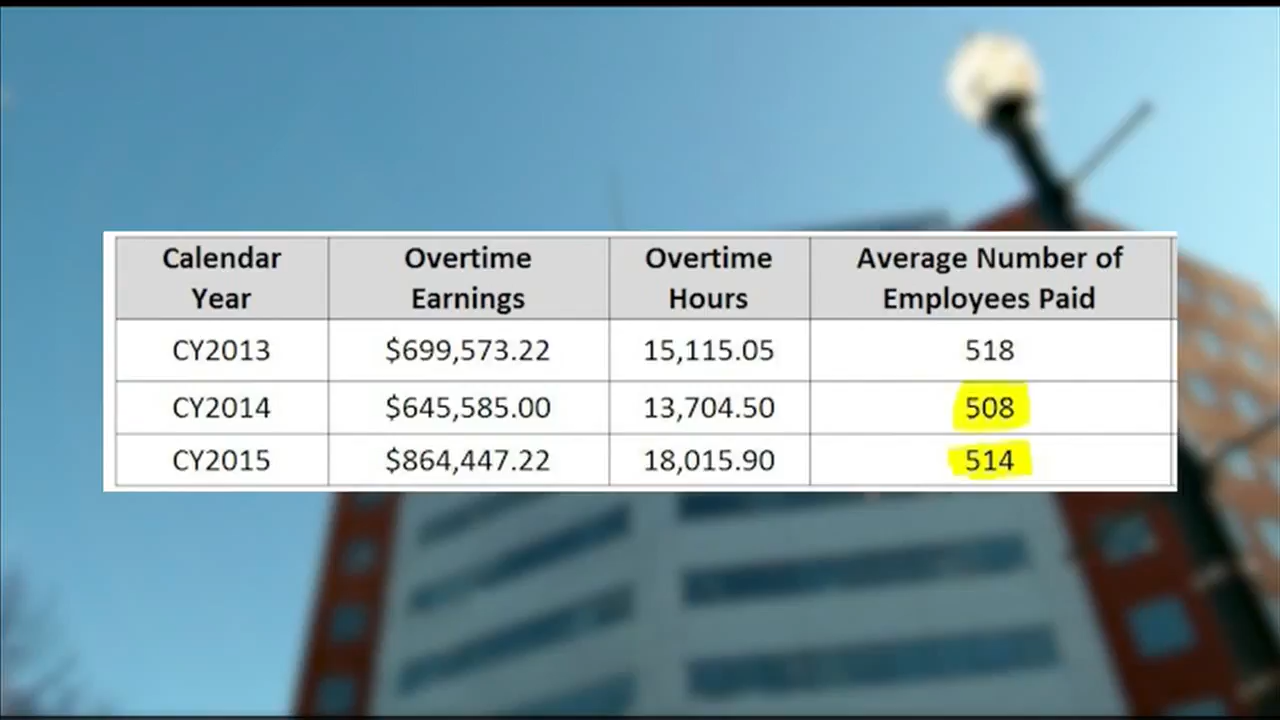 Calendar Year Overtime Earnings Overtime Hours Average Number of Employees Paid
CY2013 $699,573.22 15,115.05 518
CY2014 $645,585.00 13,704.50 508
CY2015 $864,447.22 18,015.90 514